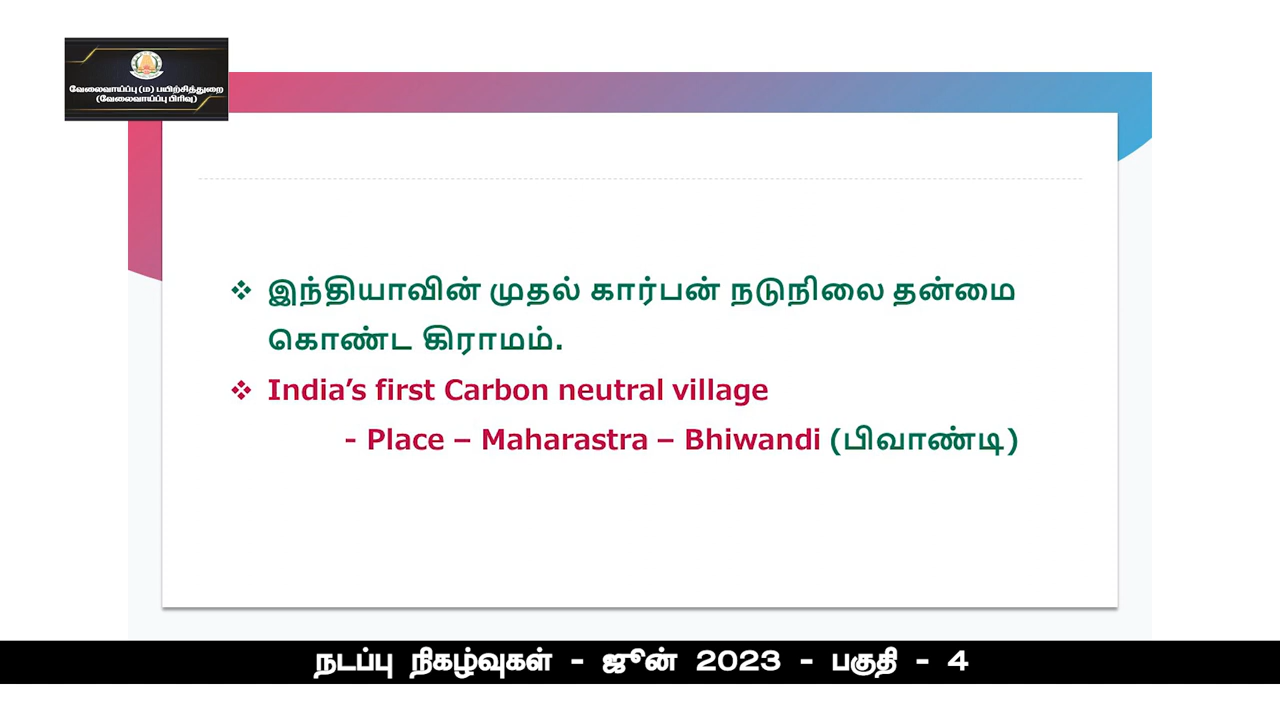 வேலைவாய்ப்பு (ம) பயிற்சித்துறை
(வேலைவாய்ப்பு பிரிவு)
❖ இந்தியாவின் முதல் கார்பன் நடுநிலை தன்மை
கொண்ட கிராமம்.
❖ India’s first Carbon neutral village
- Place – Maharastra – Bhiwandi (பிவாண்டி)
நடப்பு நிகழ்வுகள் - ஜூன் 2023 - பகுதி - 4